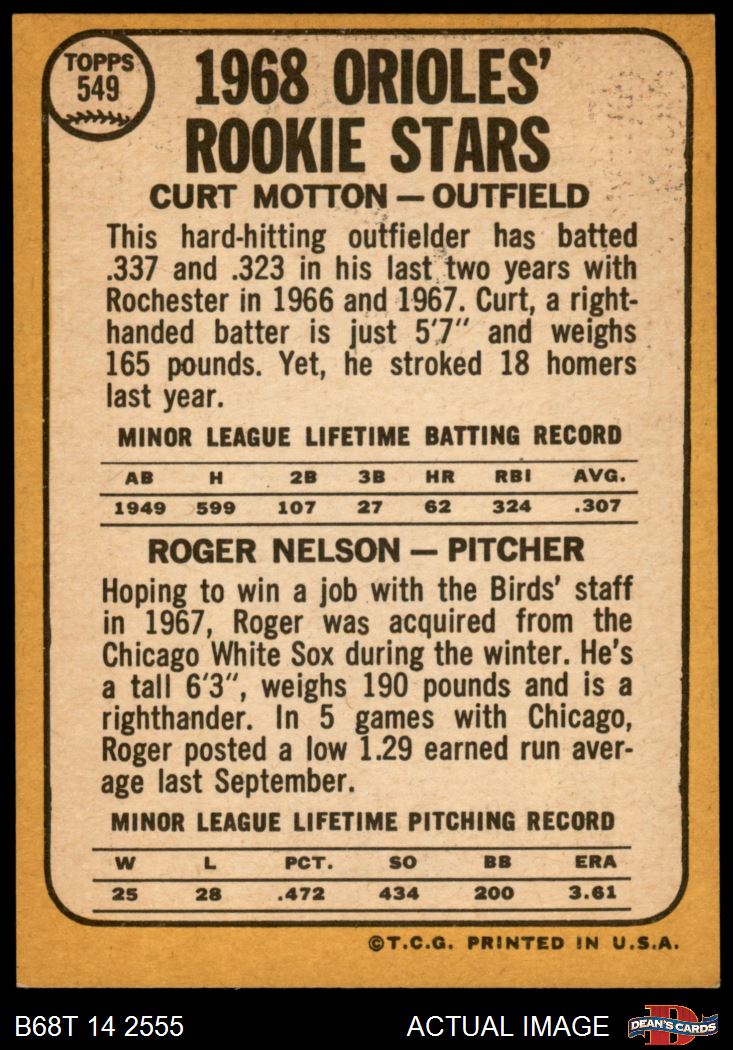 TOPPS
549
1968 ORIOLES'
ROOKIE STARS
CURT MOTTON — OUTFIELD
This hard-hitting outfielder has batted
.337 and .323 in his last two years with
Rochester in 1966 and 1967. Curt, a right-
handed batter is just 5'7" and weighs
165 pounds. Yet, he stroked 18 homers
last year.
MINOR LEAGUE LIFETIME BATTING RECORD
AB H 2B 3B HR RBI AVG.
1949 599 107 27 62 324 .307
ROGER NELSON — PITCHER
Hoping to win a job with the Birds' staff
in 1967, Roger was acquired from the
Chicago White Sox during the winter. He's
a tall 6'3", weighs 190 pounds and is a
righthander. In 5 games with Chicago,
Roger posted a low 1.29 earned run aver-
age last September.
MINOR LEAGUE LIFETIME PITCHING RECORD
W L PCT. SO BB ERA
25 28 .472 434 200 3.61
©T.C.G. PRINTED IN U.S.A.
B68T 14 2555 ACTUAL IMAGE
D
DEAN'S CARDS